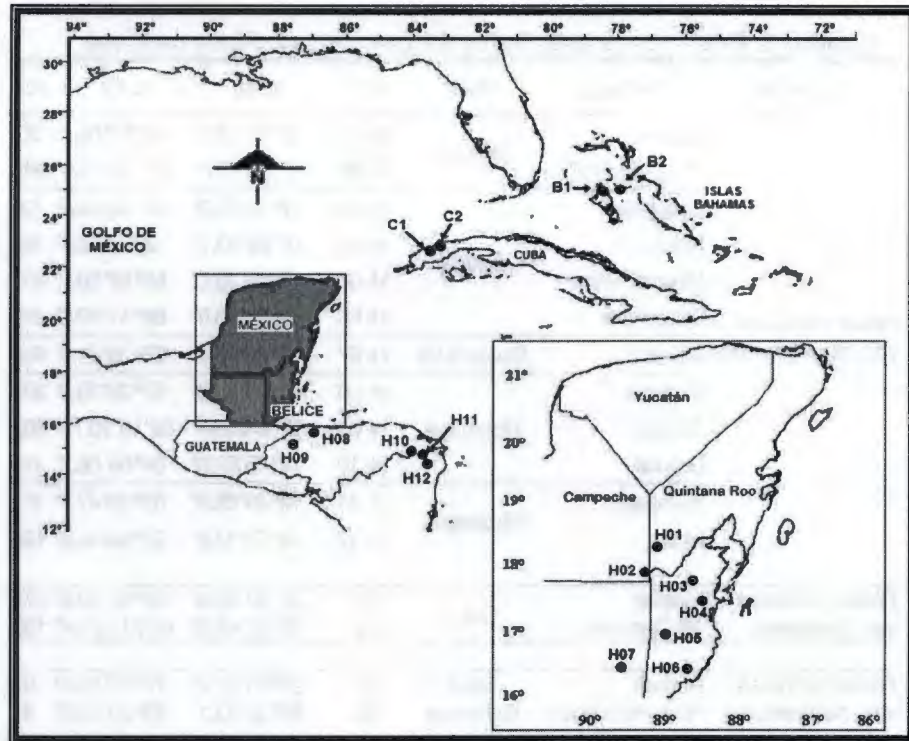 94° 92° 90° 88° 86° 84° 82° 80° 78° 76° 74° 72°
30°
28°
26°
24°
22°
20°
18°
16°
14°
12°
N
B1
B2
ISLAS
BAHAMAS
GOLFO DE
MÉXICO
C1
C2
CUBA
MÉXICO
BELICE
GUATEMALA
H08
H09
H10
H11
H12
21°
20°
19°
18°
17°
16°
Yucatán
Campeche
Quintana Roo
H01
H02
H03
H04
H05
H06
H07
90° 89° 88° 87° 86°